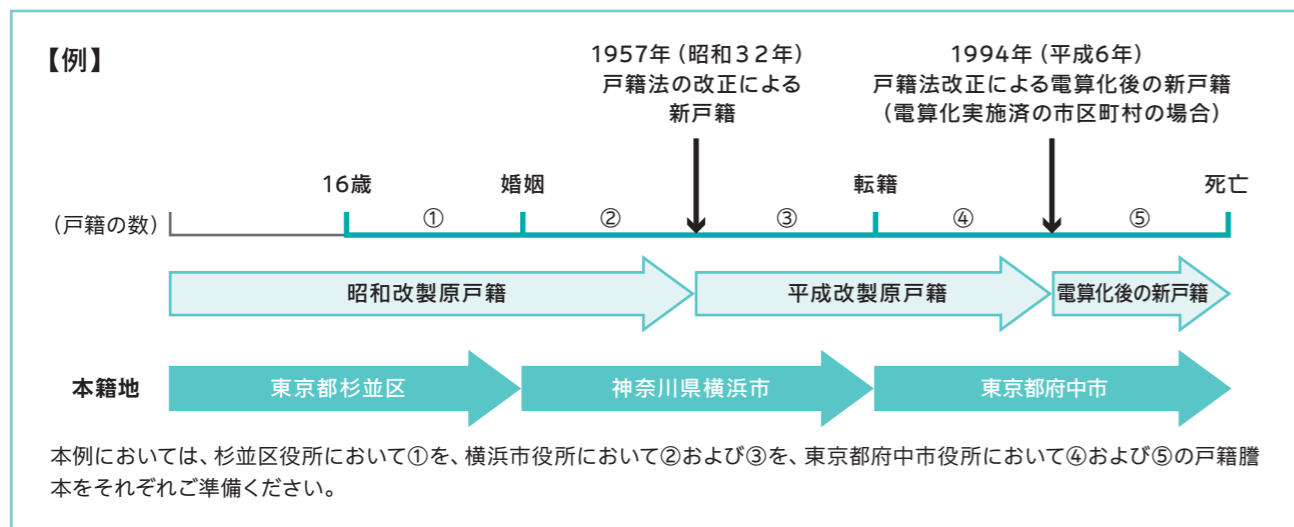 【例】
1957年（昭和３２年）
戸籍法の改正による
新戸籍
1994年（平成6年）
戸籍法改正による電算化後の新戸籍
（電算化実施済の市区町村の場合）
16歳
婚姻
転籍
死亡
（戸籍の数）
①
②
③
④
⑤
昭和改製原戸籍
平成改製原戸籍
電算化後の新戸籍
本籍地
東京都杉並区
神奈川県横浜市
東京都府中市
本例においては、杉並区役所において①を、横浜市役所において②および③を、東京都府中市役所において④および⑤の戸籍謄
本をそれぞれご準備ください。